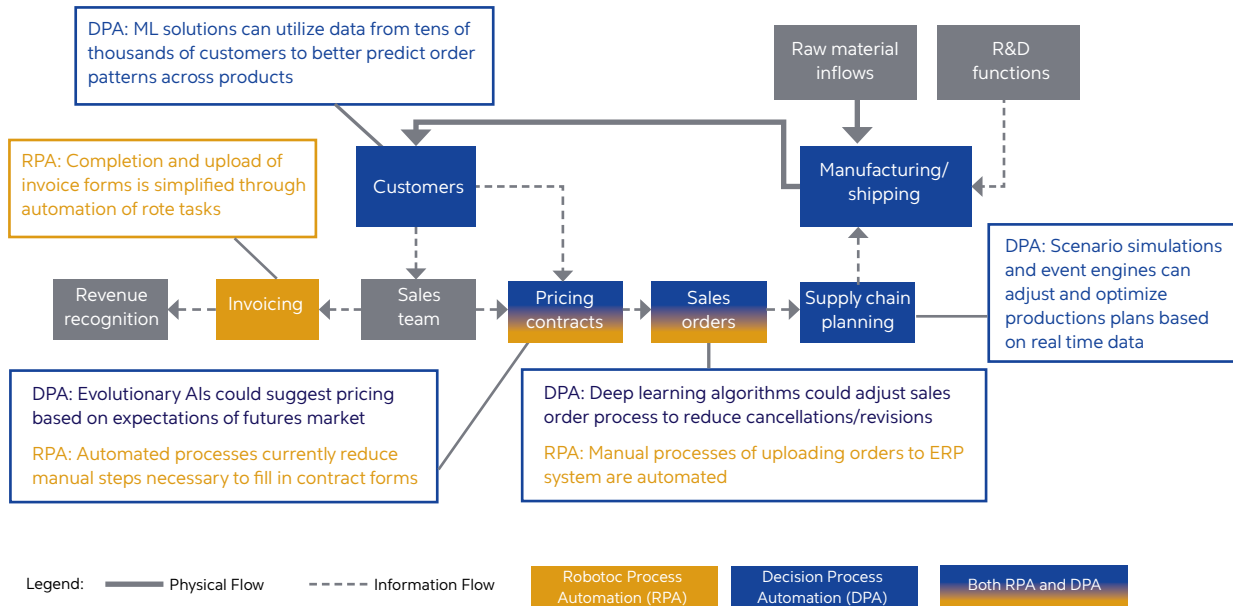 DPA: ML solutions can utilize data from tens of
thousands of customers to better predict order
patterns across products
Raw material
inflows
R&D
functions
RPA: Completion and upload of
invoice forms is simplified through
automation of rote tasks
Customers
Manufacturing/
shipping
DPA: Scenario simulations
and event engines can
adjust and optimize
productions plans based
on real time data
Revenue
recognition
Invoicing
Sales
team
Pricing
contracts
Sales
orders
Supply chain
planning
DPA: Evolutionary AIs could suggest pricing
based on expectations of futures market
RPA: Automated processes currently reduce
manual steps necessary to fill in contract forms
DPA: Deep learning algorithms could adjust sales
order process to reduce cancellations/revisions
RPA: Manual processes of uploading orders to ERP
system are automated
Legend:
Physical Flow
Information Flow
Robotoc Process
Automation (RPA)
Decision Process
Automation (DPA)
Both RPA and DPA